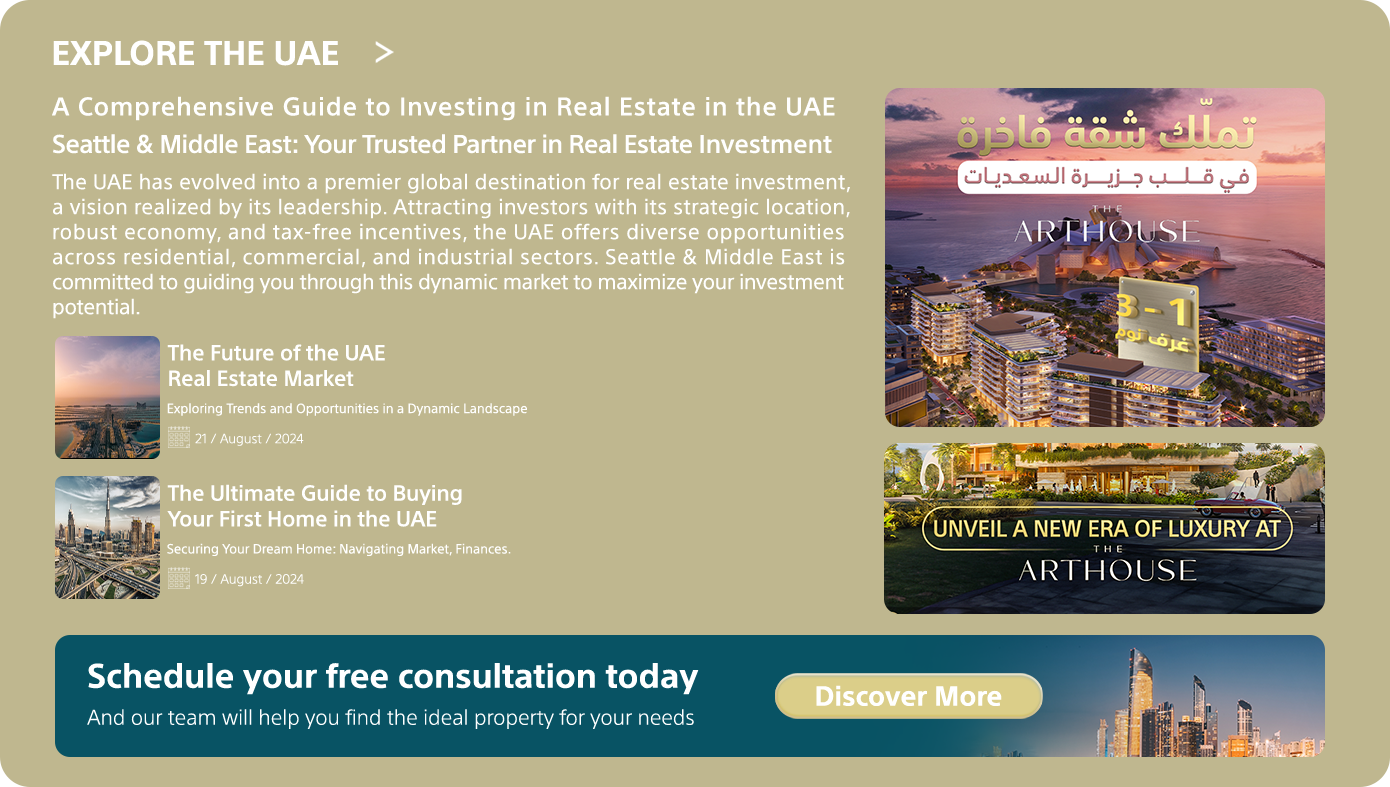 EXPLORE THE UAE >
A Comprehensive Guide to Investing in Real Estate in the UAE
Seattle & Middle East: Your Trusted Partner in Real Estate Investment
The UAE has evolved into a premier global destination for real estate investment,
a vision realized by its leadership. Attracting investors with its strategic location,
robust economy, and tax-free incentives, the UAE offers diverse opportunities
across residential, commercial, and industrial sectors. Seattle & Middle East is
committed to guiding you through this dynamic market to maximize your investment
potential.
The Future of the UAE
Real Estate Market
Exploring Trends and Opportunities in a Dynamic Landscape
21 / August / 2024
The Ultimate Guide to Buying
Your First Home in the UAE
Securing Your Dream Home: Navigating Market, Finances.
19 / August / 2024
تملّك شقة فاخرة
في قلب جزيرة السعديات
THE
ARTHOUSE
3 - 1
غرف نوم
UNVEIL A NEW ERA OF LUXURY AT
THE
ARTHOUSE
Schedule your free consultation today
And our team will help you find the ideal property for your needs
Discover More